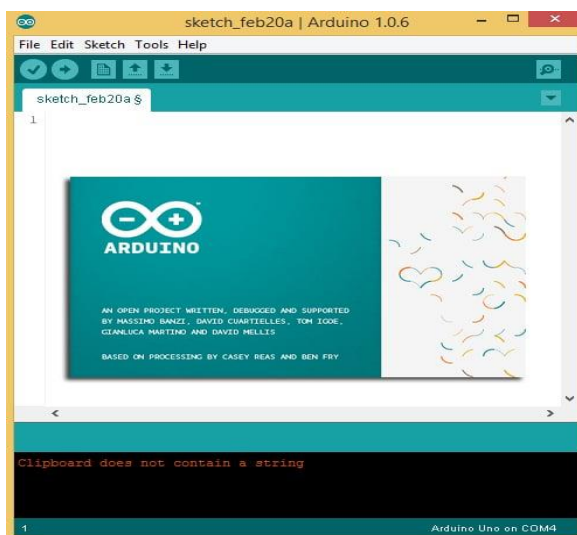 sketch_feb20a | Arduino 1.0.6
File Edit Sketch Tools Help
sketch_feb20a §
1
ARDUINO
AN OPEN PROJECT WRITTEN, DEBUGGED AND SUPPORTED
BY MASSIMO BANZI, DAVID CUARTIELLES, TOM IGOE,
GIANLUCA MARTINO AND DAVID MELLIS
BASED ON PROCESSING BY CASEY REAS AND BEN FRY
Clipboard does not contain a string
1 Arduino Uno on COM4